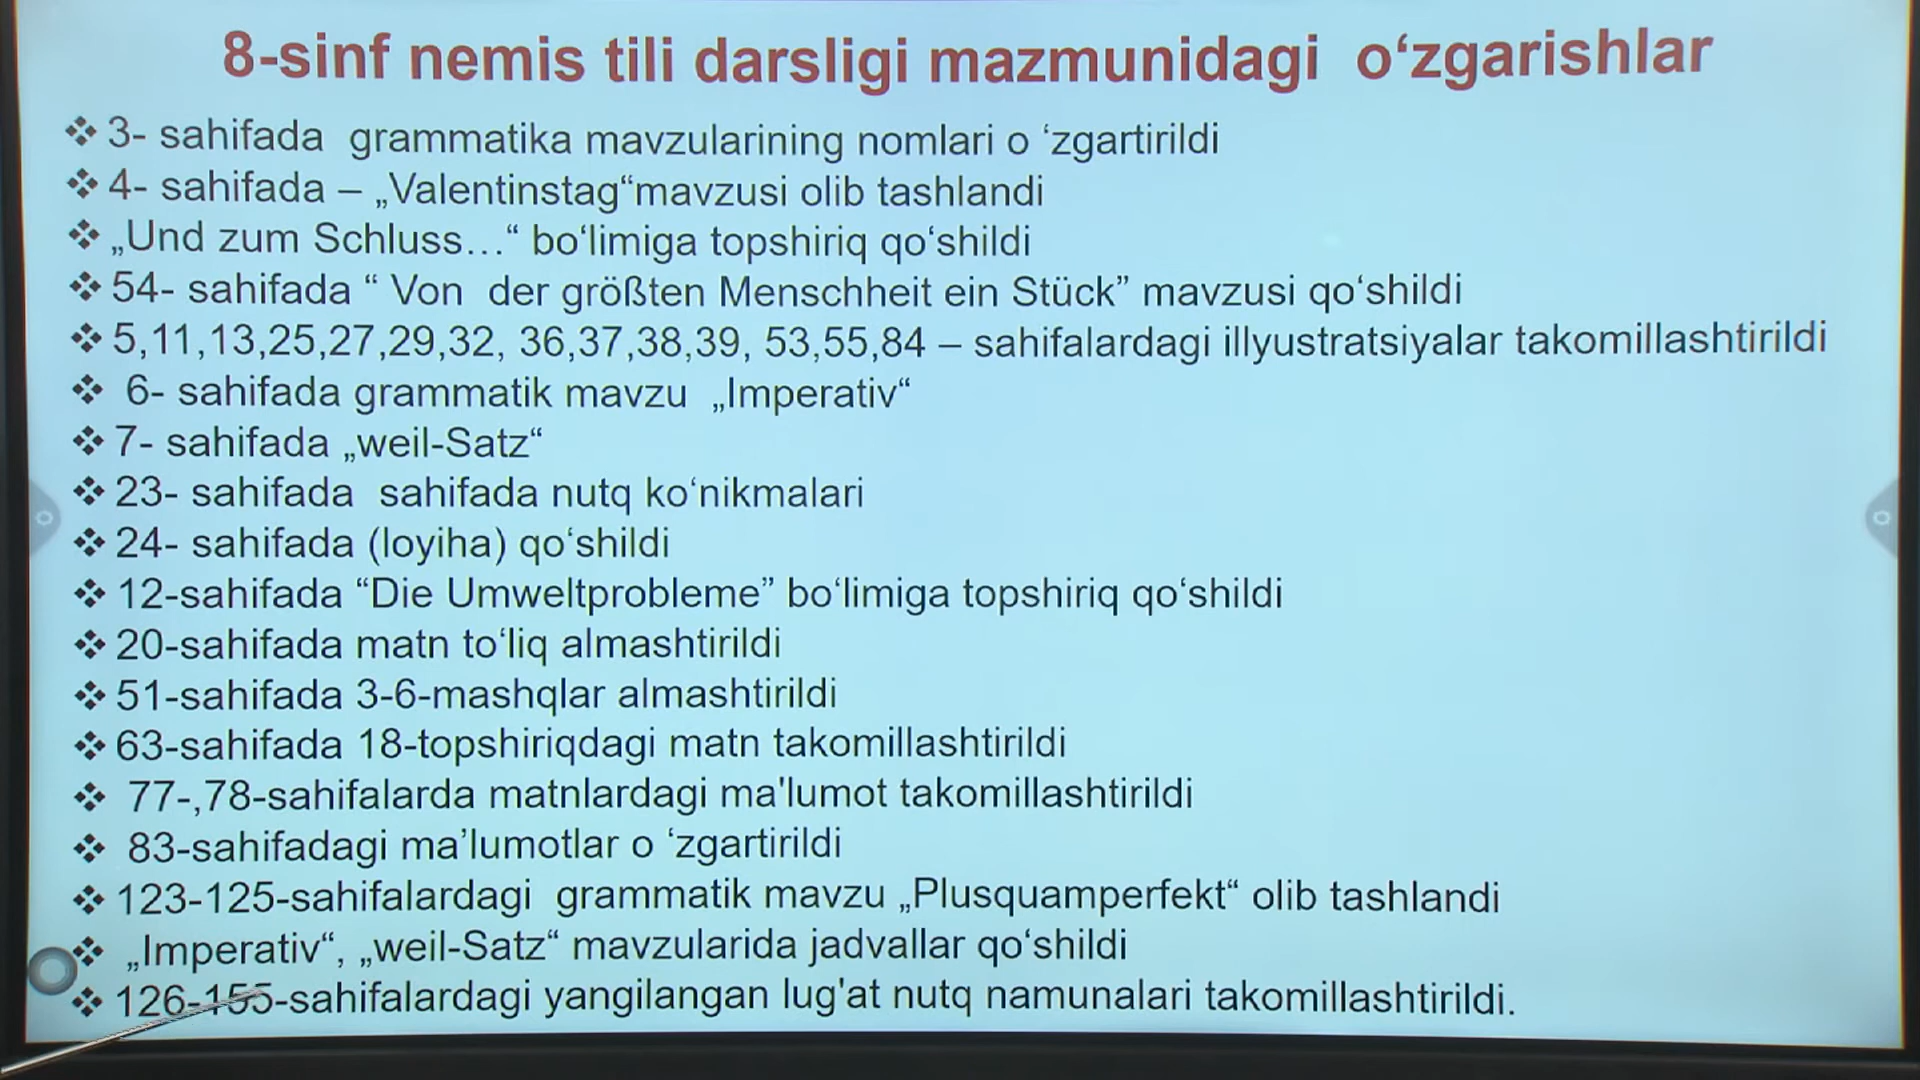 8-sinf nemis tili darsligi mazmunidagi o‘zgarishlar
❖ 3- sahifada grammatika mavzularining nomlari o ‘zgartirildi
❖ 4- sahifada – „Valentinstag“mavzusi olib tashlandi
❖ „Und zum Schluss…“ bo‘limiga topshiriq qo‘shildi
❖ 54- sahifada “ Von der größten Menschheit ein Stück” mavzusi qo‘shildi
❖ 5,11,13,25,27,29,32, 36,37,38,39, 53,55,84 – sahifalardagi illyustratsiyalar takomillashtirildi
❖ 6- sahifada grammatik mavzu „Imperativ“
❖ 7- sahifada „weil-Satz“
❖ 23- sahifada sahifada nutq ko‘nikmalari
❖ 24- sahifada (loyiha) qo‘shildi
❖ 12-sahifada “Die Umweltprobleme” bo‘limiga topshiriq qo‘shildi
❖ 20-sahifada matn to‘liq almashtirildi
❖ 51-sahifada 3-6-mashqlar almashtirildi
❖ 63-sahifada 18-topshiriqdagi matn takomillashtirildi
❖ 77-,78-sahifalarda matnlardagi ma'lumot takomillashtirildi
❖ 83-sahifadagi ma’lumotlar o ‘zgartirildi
❖ 123-125-sahifalardagi grammatik mavzu „Plusquamperfekt“ olib tashlandi
❖ „Imperativ“, „weil-Satz“ mavzularida jadvallar qo‘shildi
❖ 126-155-sahifalardagi yangilangan lug'at nutq namunalari takomillashtirildi.